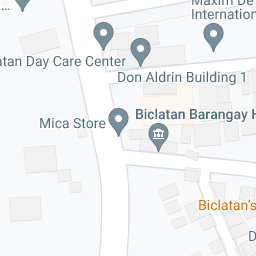 Maxim De
Internation
atan Day Care Center
Don Aldrin Building 1
Mica Store
Biclatan Barangay H
Biclatan's
D